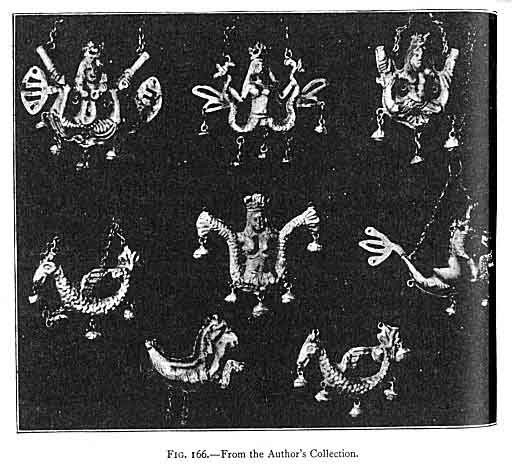 FIG. 166.—From the Author's Collection.